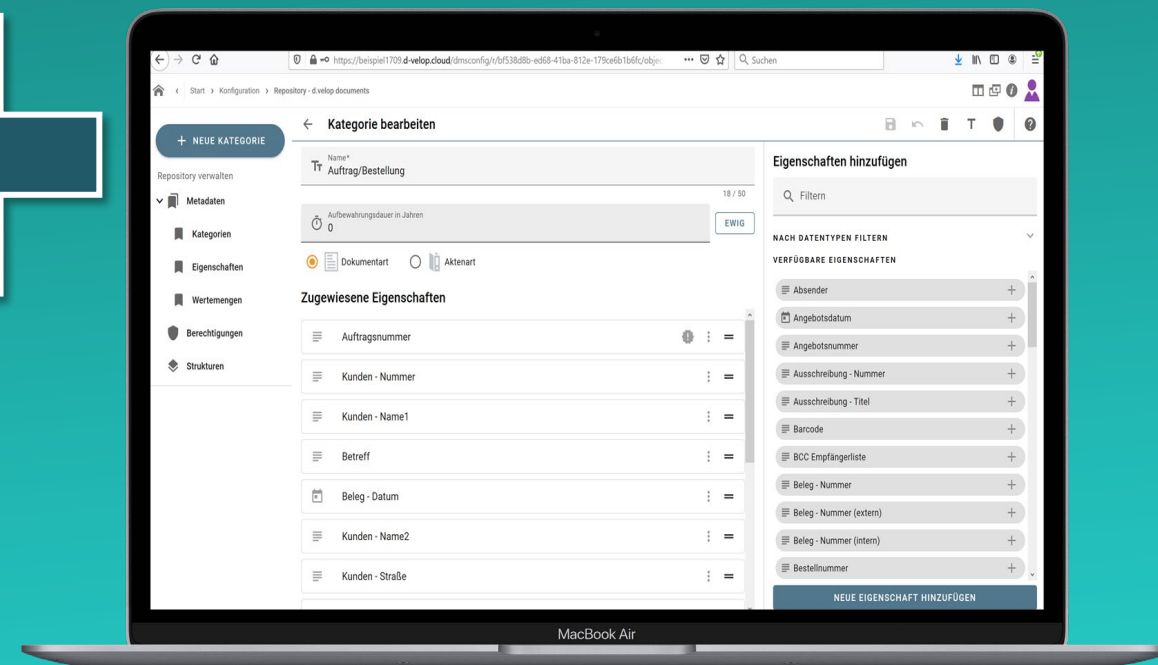 https://beispiel1709.d-velop.cloud/dmsconfig/r/bf538d8b-ed68-41ba-812e-179ce6b1b6fc/objec
Suchen
Start › Konfiguration › Repository - d.velop documents
+ NEUE KATEGORIE
Repository verwalten
Metadaten
Kategorien
Eigenschaften
Wertemengen
Berechtigungen
Strukturen
Kategorie bearbeiten
Name*
Auftrag/Bestellung
18 / 50
Aufbewahrungsdauer in Jahren
0
EWIG
Dokumentart
Aktenart
Zugewiesene Eigenschaften
Auftragsnummer
Kunden - Nummer
Kunden - Name1
Betreff
Beleg - Datum
Kunden - Name2
Kunden - Straße
Eigenschaften hinzufügen
Filtern
NACH DATENTYPEN FILTERN
VERFÜGBARE EIGENSCHAFTEN
Absender
Angebotsdatum
Angebotsnummer
Ausschreibung - Nummer
Ausschreibung - Titel
Barcode
BCC Empfängerliste
Beleg - Nummer
Beleg - Nummer (extern)
Beleg - Nummer (intern)
Bestellnummer
NEUE EIGENSCHAFT HINZUFÜGEN
MacBook Air